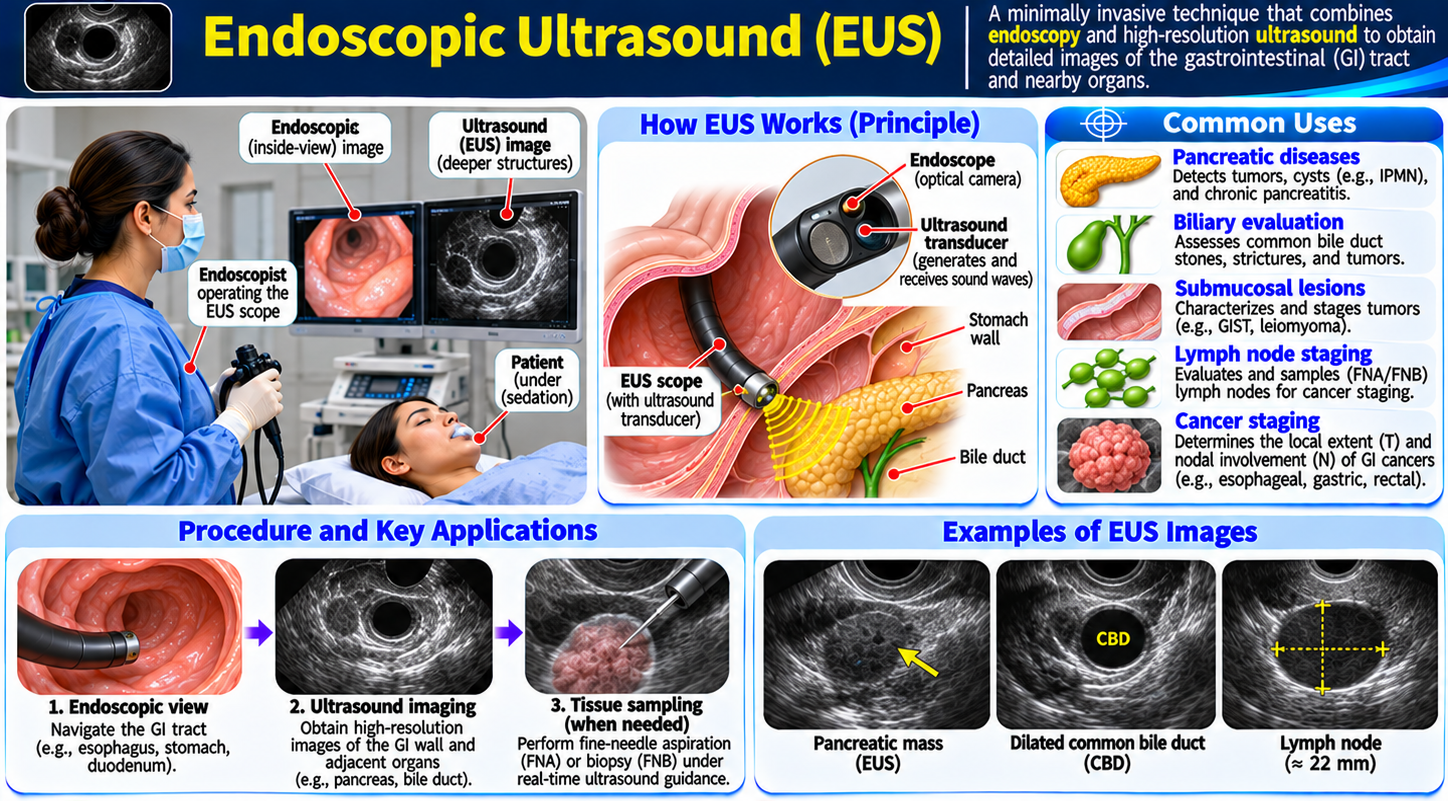 Endoscopic Ultrasound (EUS)
A minimally invasive technique that combines
endoscopy and high-resolution ultrasound to obtain
detailed images of the gastrointestinal (GI) tract
and nearby organs.
Endoscopic
(inside-view) image
Ultrasound
(EUS) image
(deeper structures)
Endoscopist
operating the
EUS scope
Patient
(under
sedation)
How EUS Works (Principle)
Endoscope
(optical camera)
Ultrasound
transducer
(generates and
receives sound waves)
Stomach
wall
EUS scope
(with ultrasound
transducer)
Pancreas
Bile duct
Common Uses
Pancreatic diseases
Detects tumors, cysts (e.g., IPMN),
and chronic pancreatitis.
Biliary evaluation
Assesses common bile duct
stones, strictures, and tumors.
Submucosal lesions
Characterizes and stages tumors
(e.g., GIST, leiomyoma).
Lymph node staging
Evaluates and samples (FNA/FNB)
lymph nodes for cancer staging.
Cancer staging
Determines the local extent (T) and
nodal involvement (N) of GI cancers
(e.g., esophageal, gastric, rectal).
Procedure and Key Applications
1. Endoscopic view
Navigate the GI tract
(e.g., esophagus, stomach,
duodenum).
2. Ultrasound imaging
Obtain high-resolution
images of the GI wall and
adjacent organs
(e.g., pancreas, bile duct).
3. Tissue sampling
(when needed)
Perform fine-needle aspiration
(FNA) or biopsy (FNB) under
real-time ultrasound guidance.
Examples of EUS Images
Pancreatic mass
(EUS)
CBD
Dilated common bile duct
(CBD)
Lymph node
(≈ 22 mm)